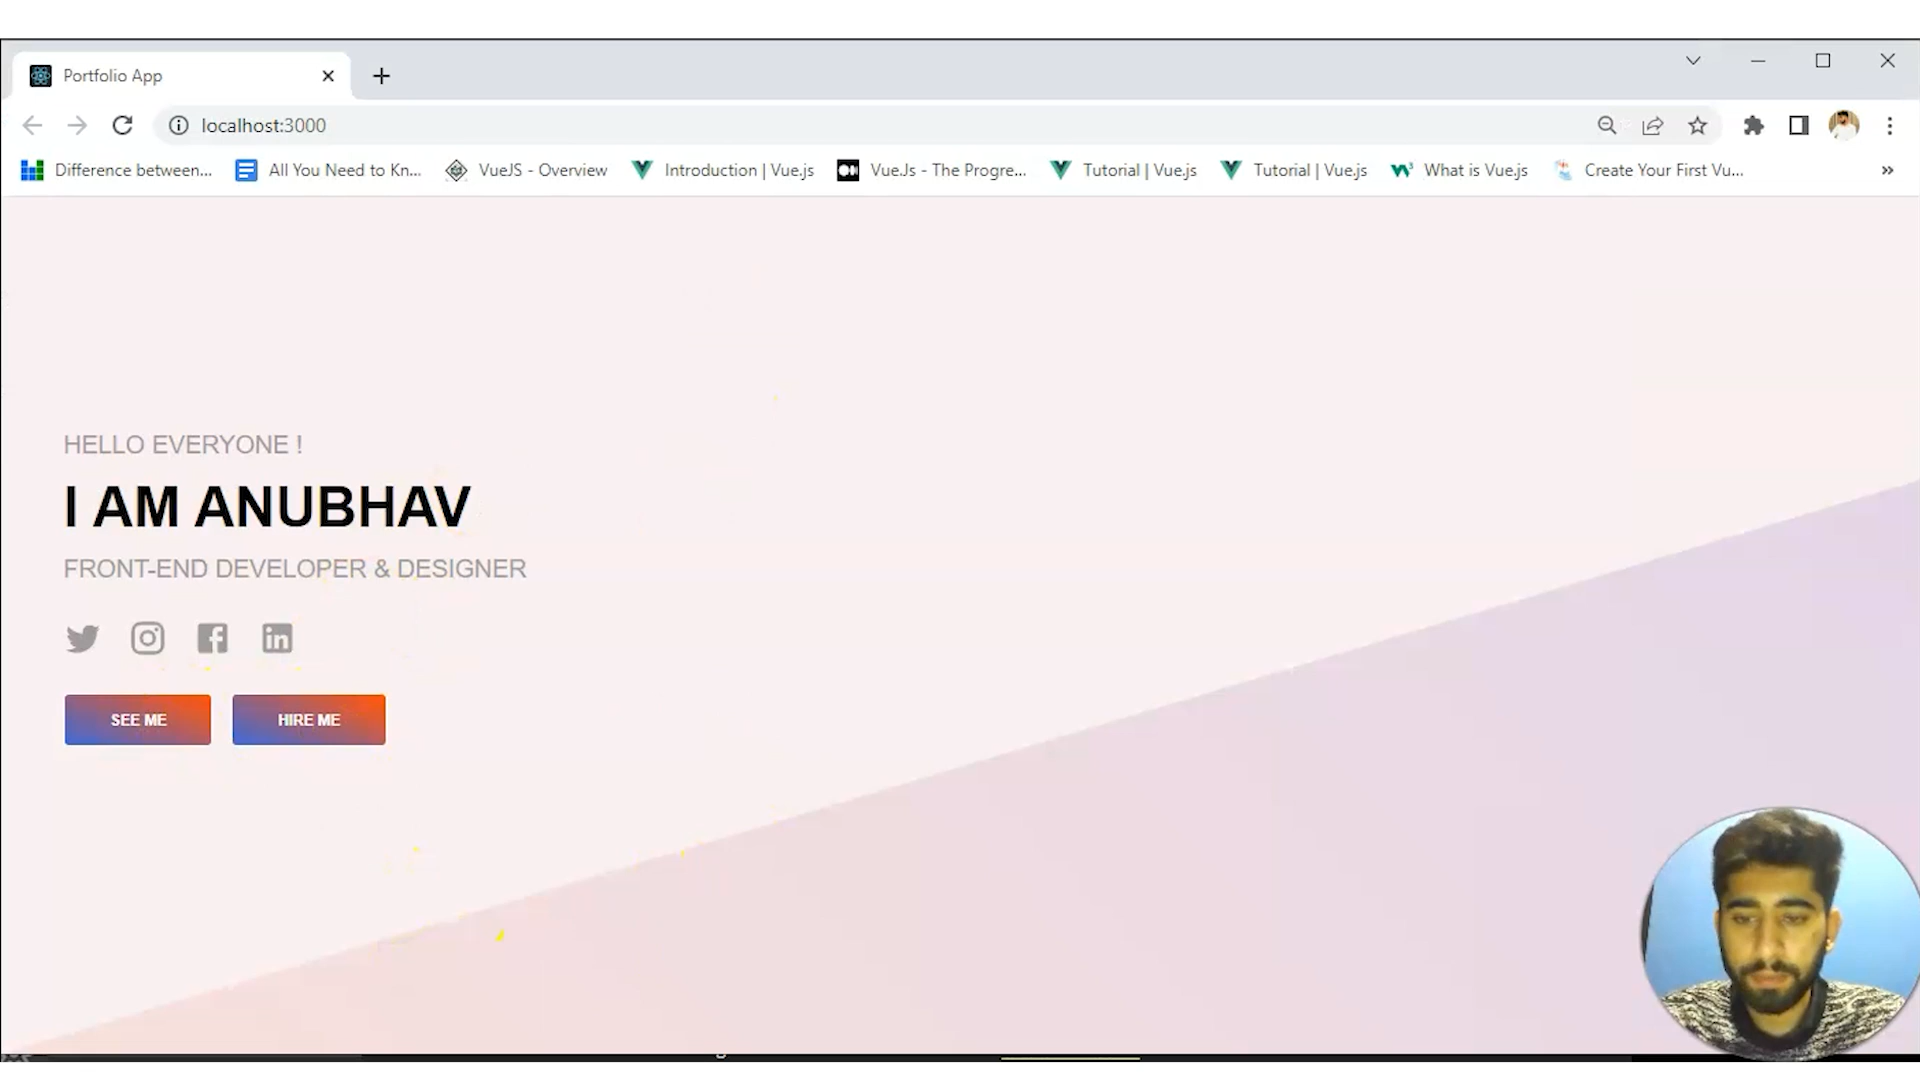 Portfolio App
localhost:3000
Difference between... All You Need to Kn... VueJS - Overview Introduction | Vue.js VueJs - The Progre... Tutorial | Vue.js Tutorial | Vue.js What is Vue.js Create Your First Vu... »
HELLO EVERYONE !
I AM ANUBHAV
FRONT-END DEVELOPER & DESIGNER
SEE ME HIRE ME